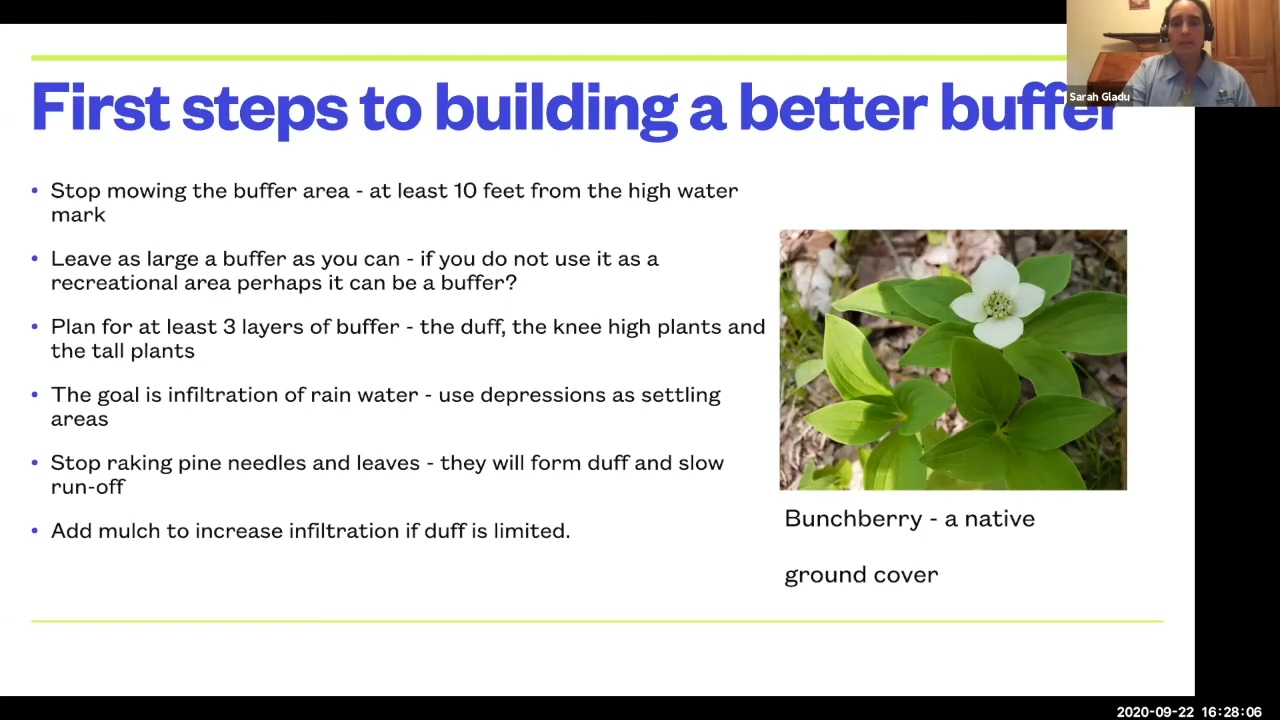 First steps to building a better buffer
Sarah Gladu
• Stop mowing the buffer area - at least 10 feet from the high water
mark
• Leave as large a buffer as you can - if you do not use it as a
recreational area perhaps it can be a buffer?
• Plan for at least 3 layers of buffer - the duff, the knee high plants and
the tall plants
• The goal is infiltration of rain water - use depressions as settling
areas
• Stop raking pine needles and leaves - they will form duff and slow
run-off
• Add mulch to increase infiltration if duff is limited.
Bunchberry - a native
ground cover
2020-09-22 16:28:06